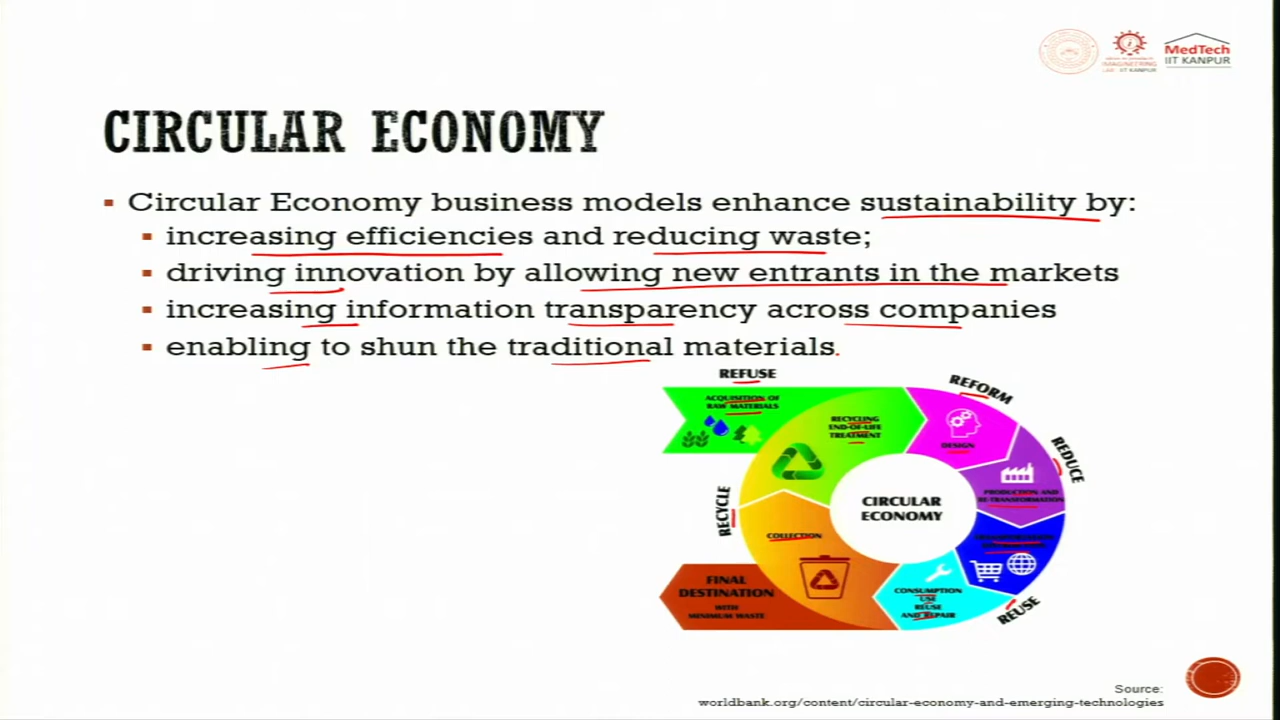 MedTech
IIT KANPUR
IMAGINEERING
LAB, IIT KANPUR
CIRCULAR ECONOMY
Circular Economy business models enhance sustainability by:
increasing efficiencies and reducing waste;
driving innovation by allowing new entrants in the markets
increasing information transparency across companies
enabling to shun the traditional materials.
REFUSE
ACQUISITION OF
RAW MATERIALS
RECYCLING
END-OF-LIFE
TREATMENT
REFORM
DESIGN
REDUCE
PRODUCTION AND
RE-TRANSFORMATION
CIRCULAR
ECONOMY
RECYCLE
COLLECTION
CONSUMPTION
USE
REUSE
AND REPAIR
REUSE
FINAL
DESTINATION
WITH
MINIMUM WASTE
Source:
worldbank.org/content/circular-economy-and-emerging-technologies